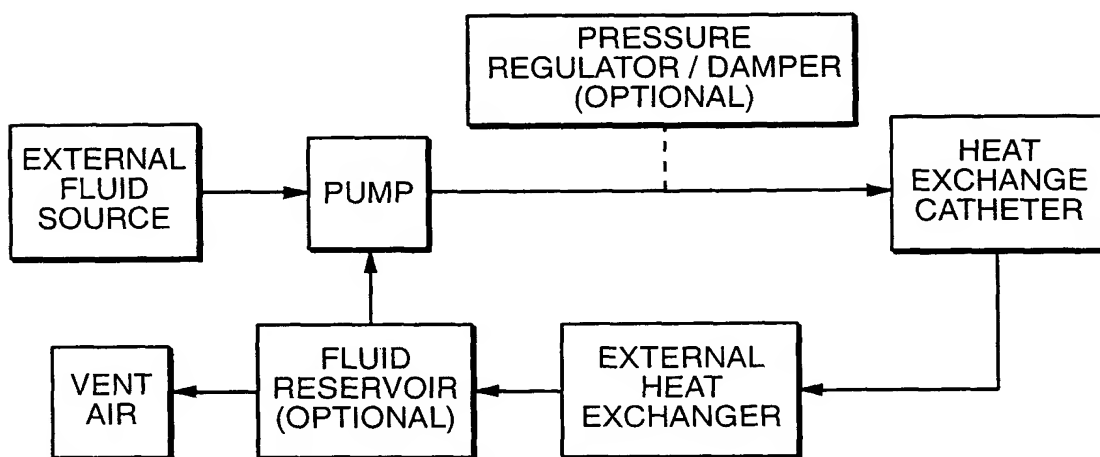 PRESSURE
REGULATOR / DAMPER
(OPTIONAL)
EXTERNAL
FLUID
SOURCE
PUMP
HEAT
EXCHANGE
CATHETER
VENT
AIR
FLUID
RESERVOIR
(OPTIONAL)
EXTERNAL
HEAT
EXCHANGER